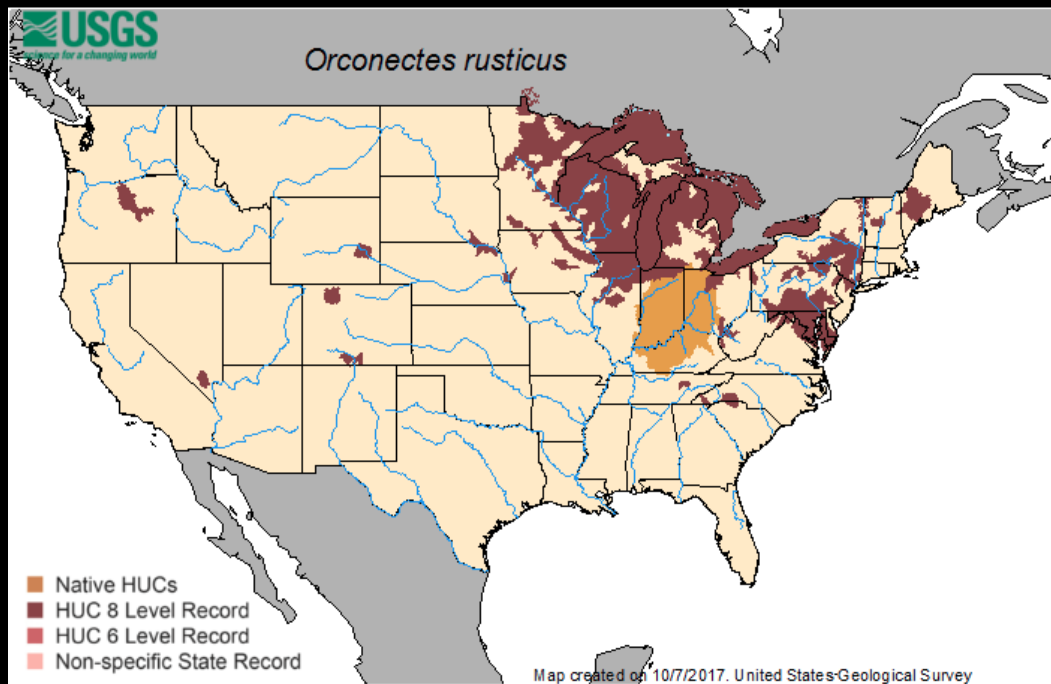 USGS
science for a changing world
Orconectes rusticus
Native HUCs
HUC 8 Level Record
HUC 6 Level Record
Non-specific State Record
Map created on 10/7/2017. United States-Geological Survey